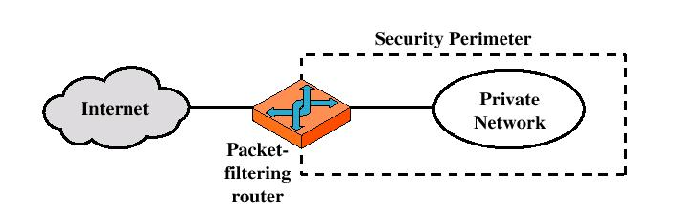 Security Perimeter
Internet
Private
Network
Packet-
filtering
router